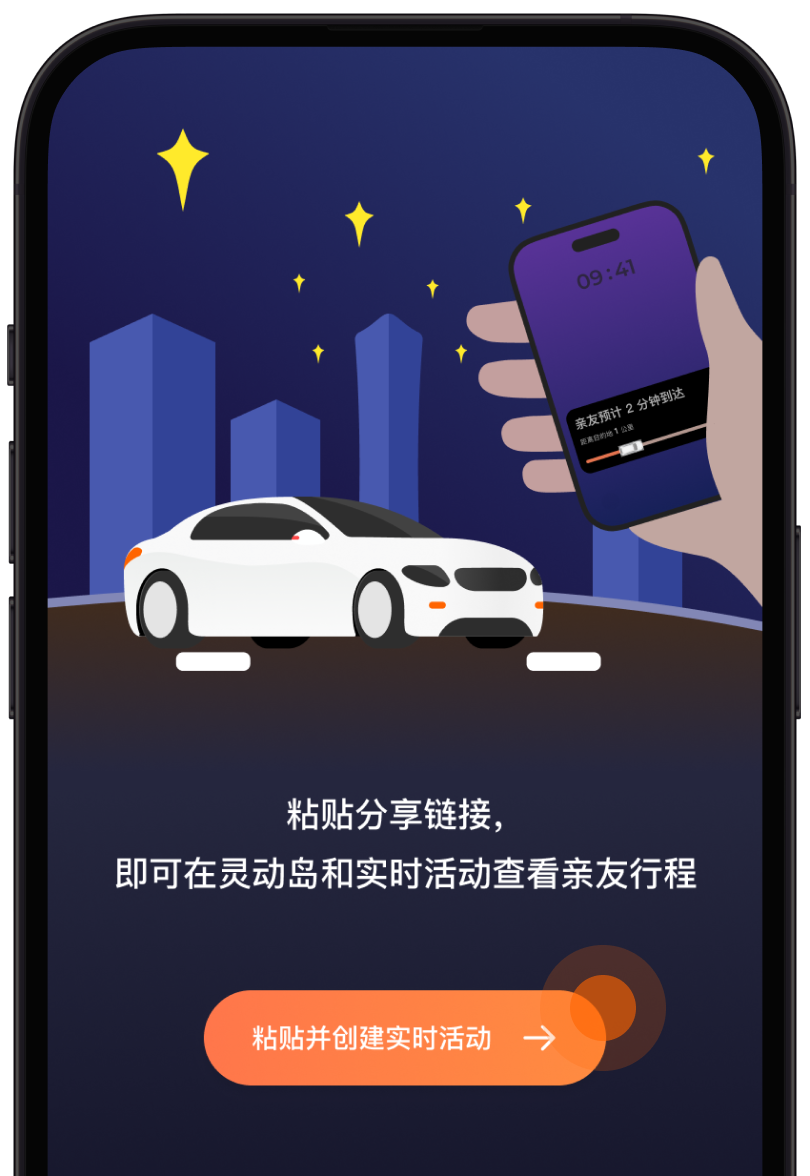 09:41
亲友预计 2 分钟到达
距离目的地 1 公里
粘贴分享链接，
即可在灵动岛和实时活动查看亲友行程
粘贴并创建实时活动